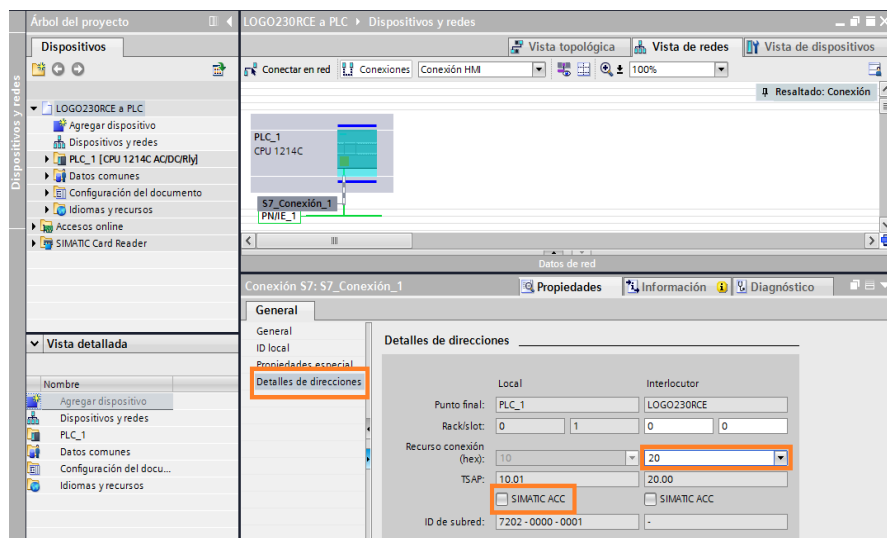 Árbol del proyecto
LOGO230RCE a PLC ▸ Dispositivos y redes
Dispositivos
Vista topológica
Vista de redes
Vista de dispositivos
Conectar en red
Conexiones
Conexión HMI
100%
Resaltado: Conexión
Dispositivos y redes
LOGO230RCE a PLC
Agregar dispositivo
Dispositivos y redes
PLC_1 [CPU 1214C AC/DC/Rly]
Datos comunes
Configuración del documento
Idiomas y recursos
Accesos online
SIMATIC Card Reader
PLC_1
CPU 1214C
S7_Conexión_1
PN/IE_1
Datos de red
Conexión S7: S7_Conexión_1
Propiedades
Información
Diagnóstico
General
General
ID local
Propiedades especial
Detalles de direcciones
Detalles de direccio
Local
Interlocutor
Punto final:
PLC_1
LOGO230RCE
Rack/slot:
0
1
0
0
Recurso conexión
(hex):
10
20
TSAP:
10.01
20.00
SIMATIC ACC
SIMATIC ACC
ID de subred:
7202 - 0000 - 0001
-
Vista detallada
Nombre
Agregar dispositivo
Dispositivos y redes
PLC_1
Datos comunes
Configuración del docu...
Idiomas y recursos